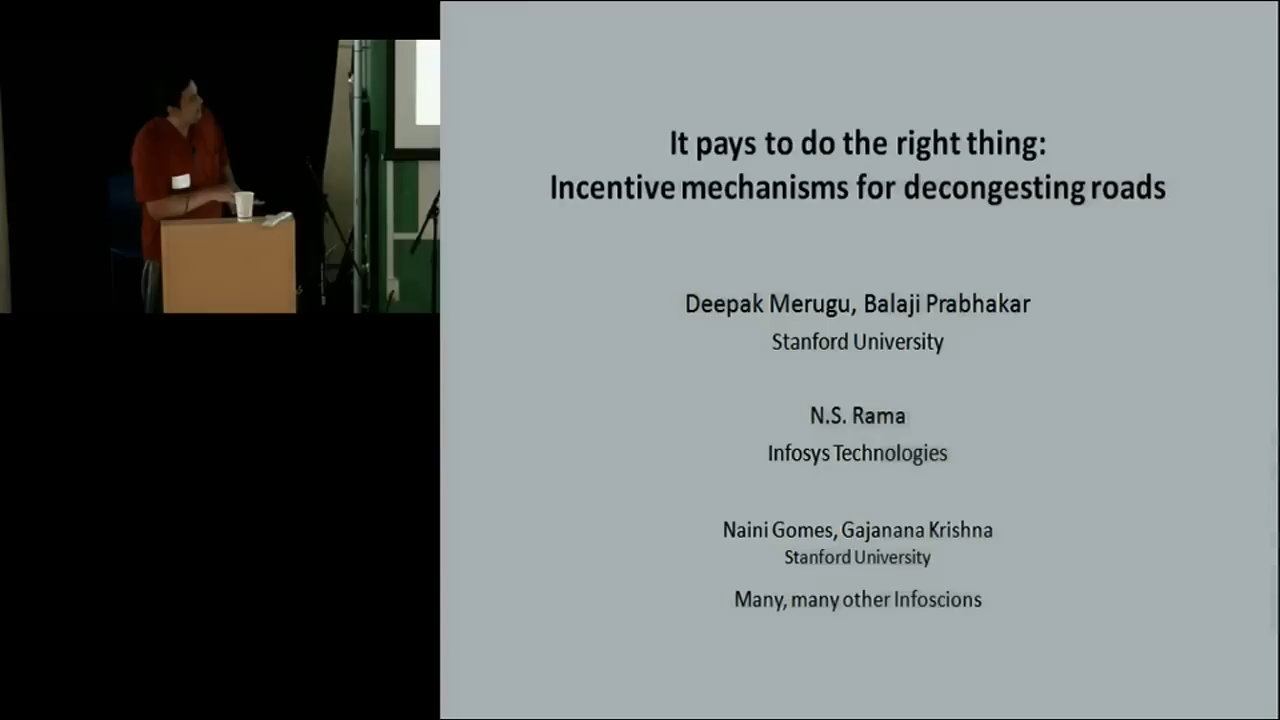 It pays to do the right thing:
Incentive mechanisms for decongesting roads
Deepak Merugu, Balaji Prabhakar
Stanford University
N.S. Rama
Infosys Technologies
Naini Gomes, Gajanana Krishna
Stanford University
Many, many other Infoscions